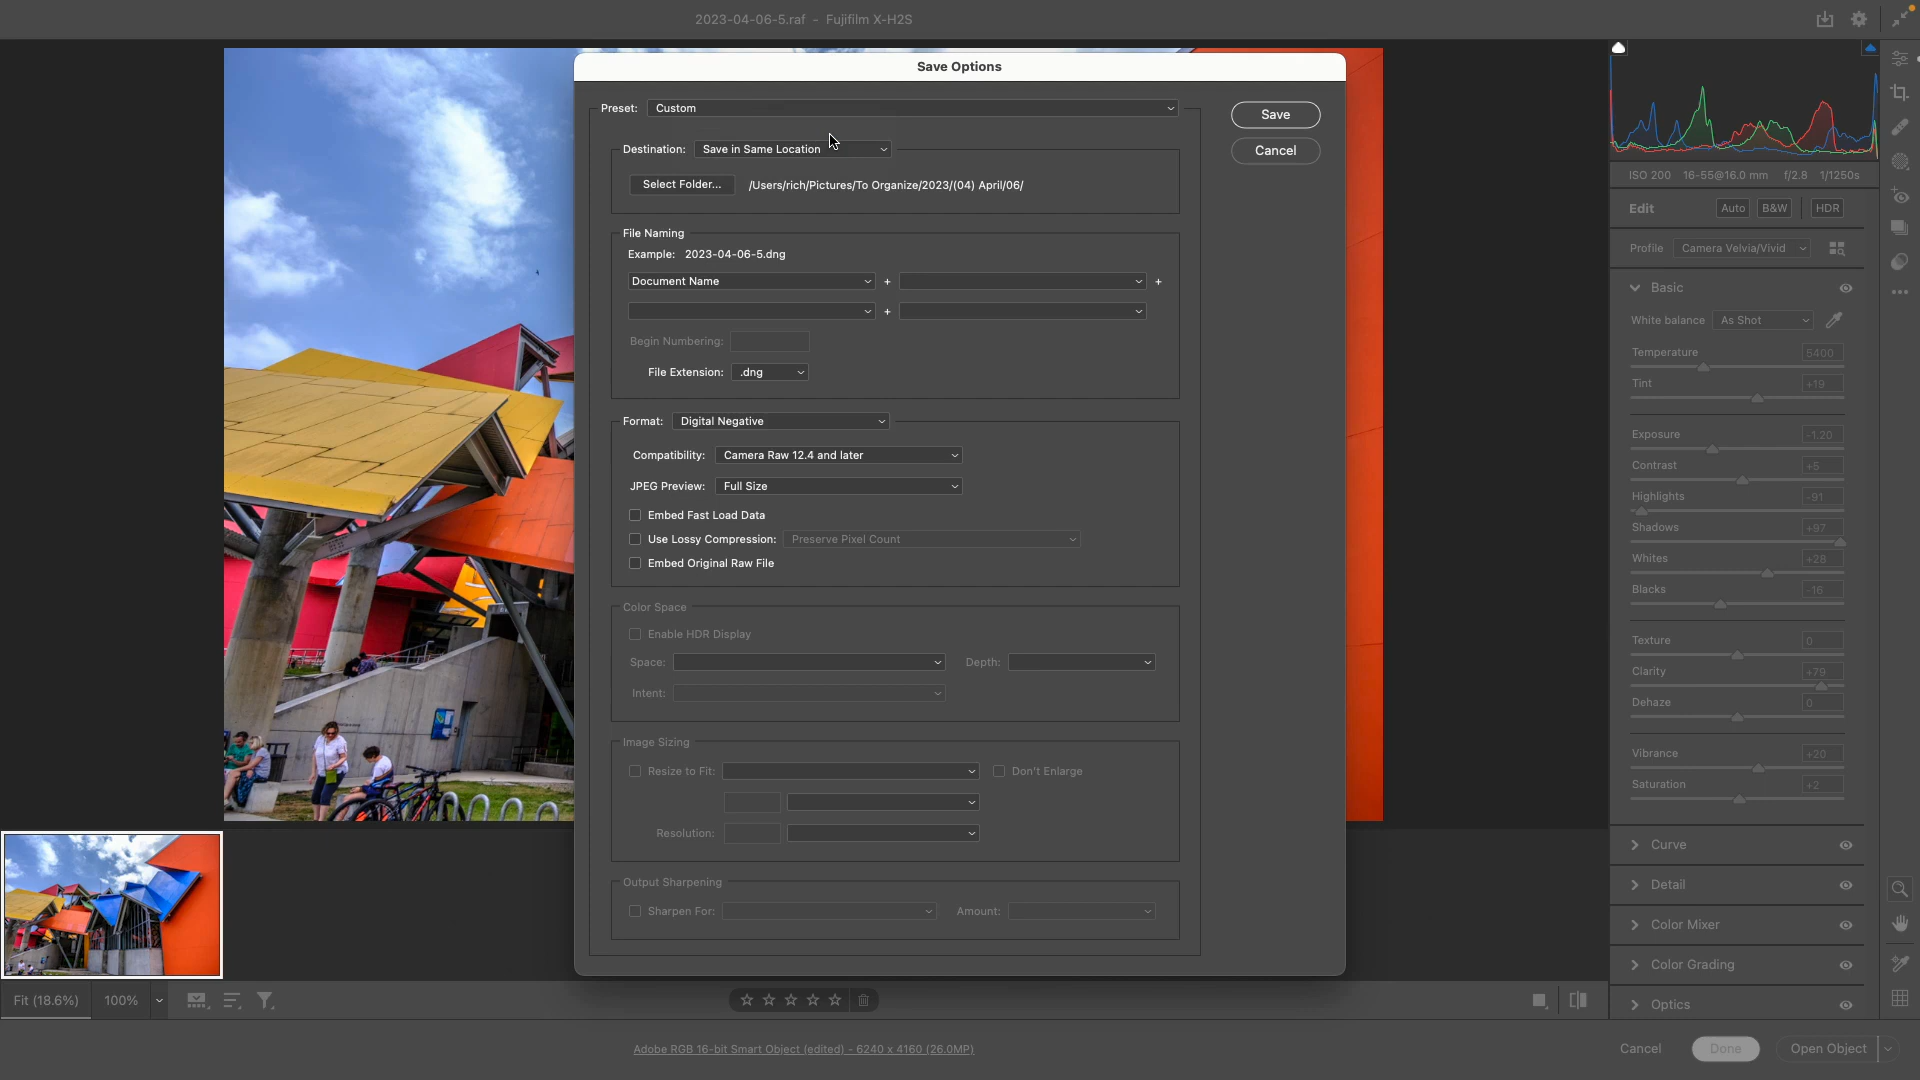 2023-04-06-5.raf - Fujifilm X-H2S
Save Options
Preset: Custom
Save
Cancel
Destination: Save in Same Location
Select Folder... /Users/rich/Pictures/To Organize/2023/(04) April/06/
File Naming
Example: 2023-04-06-5.dng
Document Name + +
+
Begin Numbering:
File Extension: .dng
Format: Digital Negative
Compatibility: Camera Raw 12.4 and later
JPEG Preview: Full Size
Embed Fast Load Data
Use Lossy Compression: Preserve Pixel Count
Embed Original Raw File
Color Space
Enable HDR Display
Space: Depth:
Intent:
Image Sizing
Resize to Fit: Don't Enlarge
Resolution:
Output Sharpening
Sharpen For: Amount:
ISO 200 16-55@16.0 mm f/2.8 1/1250s
Edit Auto B&W HDR
Profile Camera Velvia/Vivid
Basic
White balance As Shot
Temperature 5400
Tint +19
Exposure -1.20
Contrast +5
Highlights -91
Shadows +97
Whites +28
Blacks -16
Texture 0
Clarity +79
Dehaze 0
Vibrance +20
Saturation +2
Curve
Detail
Color Mixer
Color Grading
Optics
Fit (18.6%) 100%
Adobe RGB 16-bit Smart Object (edited) - 6240 x 4160 (26.0MP)
Cancel Done Open Object